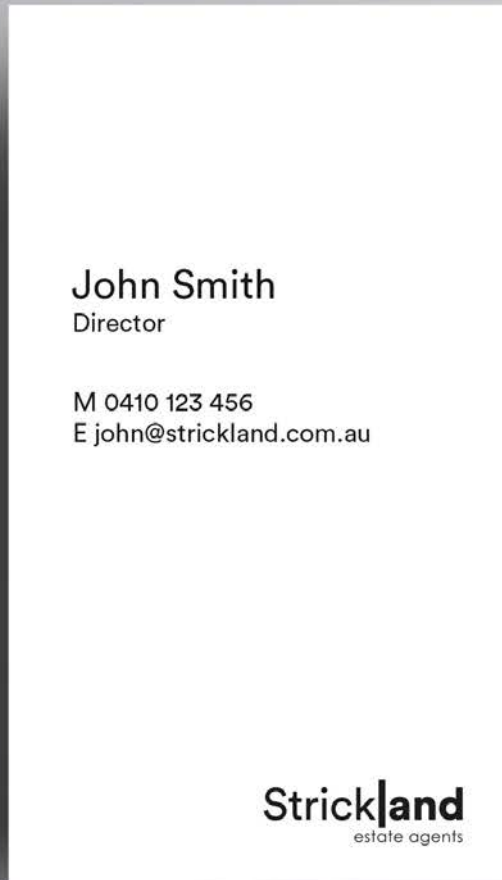 John Smith
Director
M 0410 123 456
E john@strickland.com.au
Strickland
estate agents